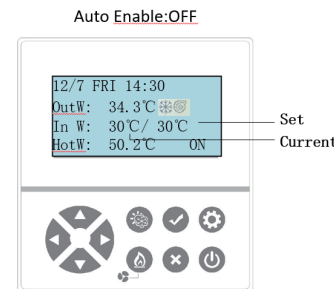 Auto Enable:OFF
12/7 FRI 14:30
OutW: 34.3℃
In W: 30℃/ 30℃
HotW: 50.2℃ ON
Set
Current